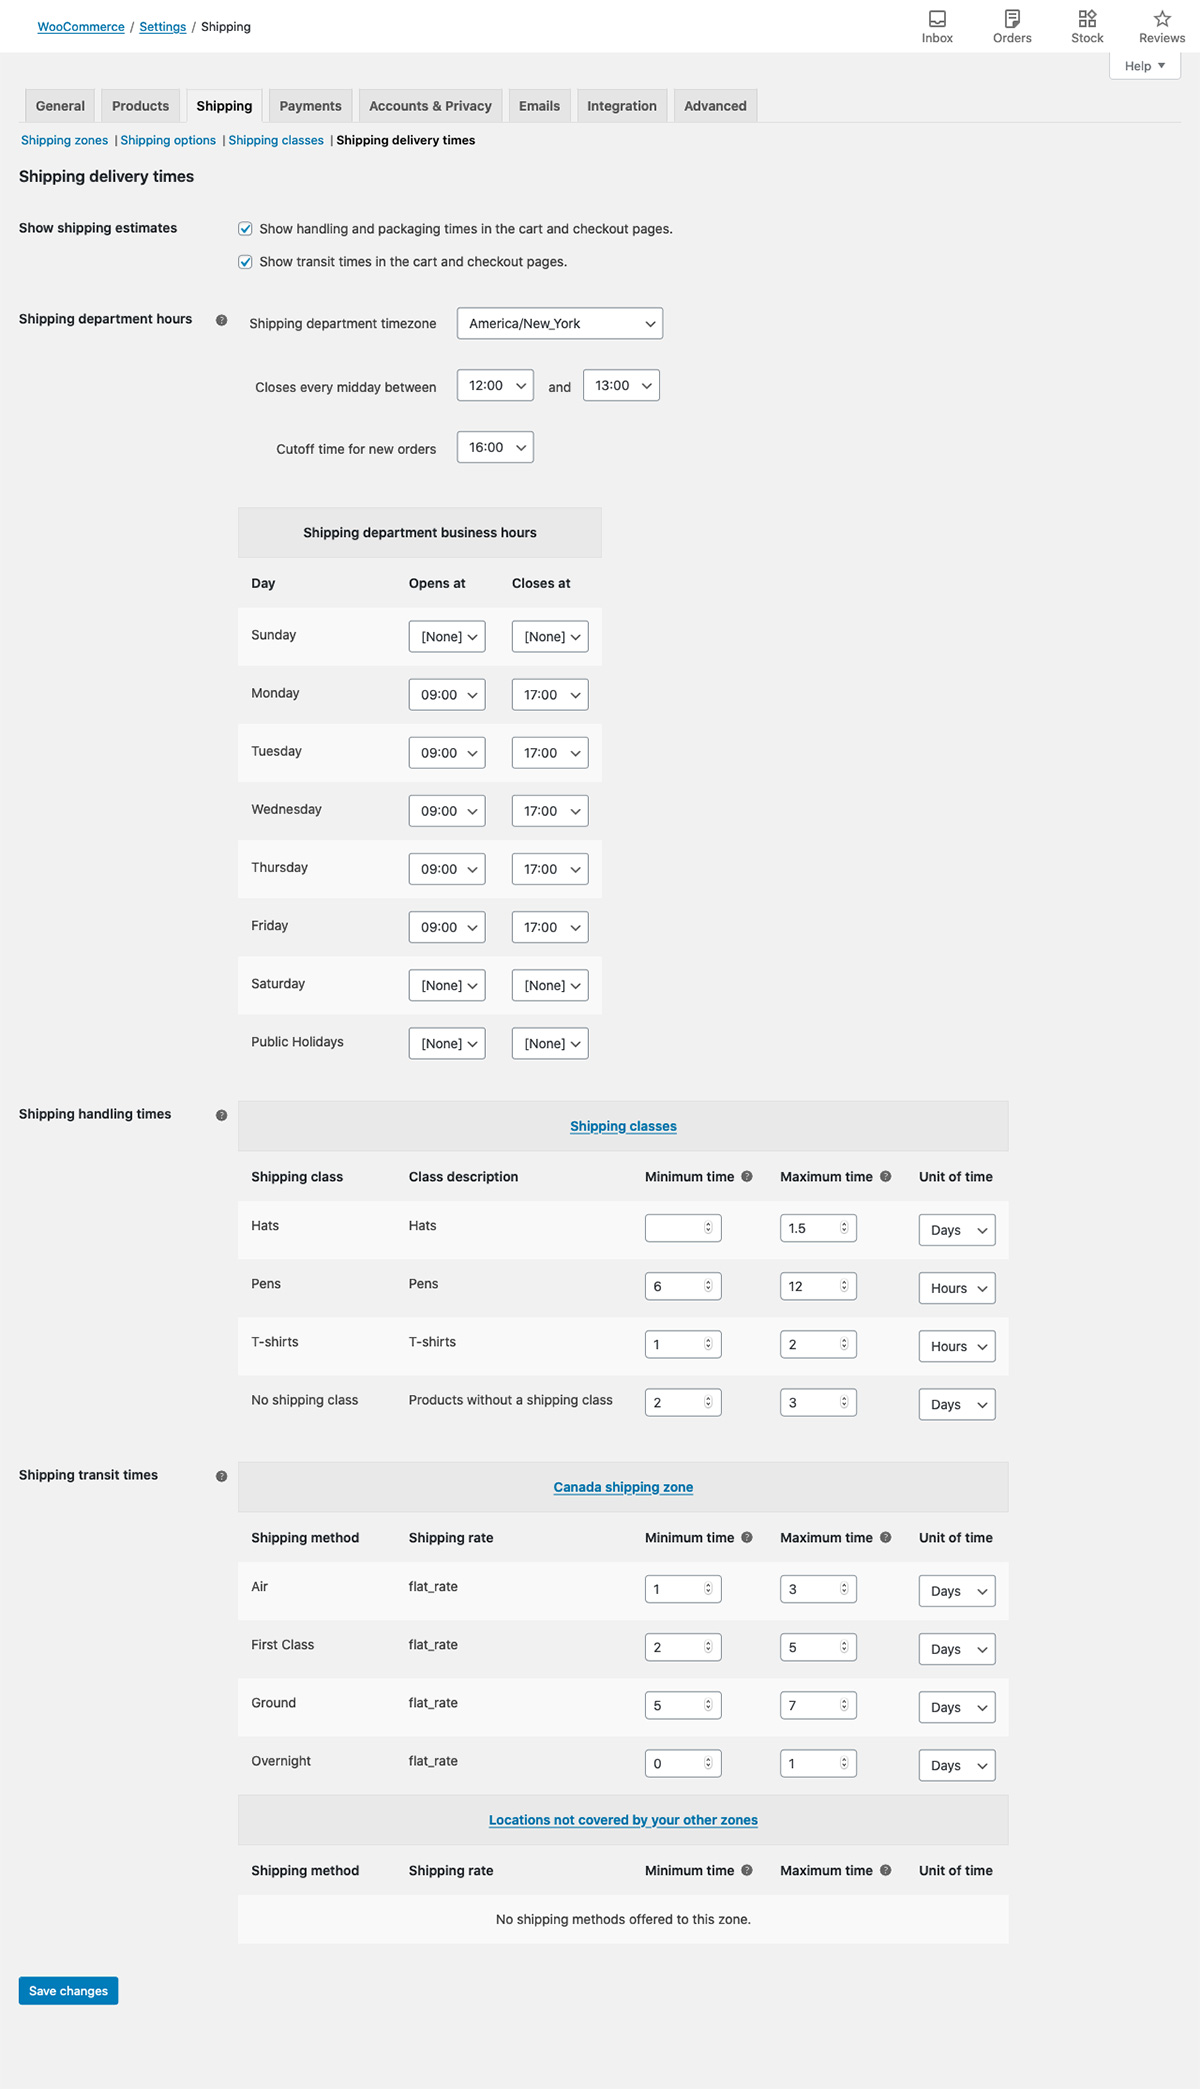 WooCommerce / Settings / Shipping
Inbox Orders Stock Reviews
Help
General Products Shipping Payments Accounts & Privacy Emails Integration Advanced
Shipping zones | Shipping options | Shipping classes | Shipping delivery times
Shipping delivery times
Show shipping estimates Show handling and packaging times in the cart and checkout pages.
Show transit times in the cart and checkout pages.
Shipping department hours Shipping department timezone America/New_York
Closes every midday between 12:00 and 13:00
Cutoff time for new orders 16:00
Shipping department business hours
Day Opens at Closes at
Sunday [None] [None]
Monday 09:00 17:00
Tuesday 09:00 17:00
Wednesday 09:00 17:00
Thursday 09:00 17:00
Friday 09:00 17:00
Saturday [None] [None]
Public Holidays [None] [None]
Shipping handling times Shipping classes
Shipping class Class description Minimum time Maximum time Unit of time
Hats Hats 1.5 Days
Pens Pens 6 12 Hours
T-shirts T-shirts 1 2 Hours
No shipping class Products without a shipping class 2 3 Days
Shipping transit times Canada shipping zone
Shipping method Shipping rate Minimum time Maximum time Unit of time
Air flat_rate 1 3 Days
First Class flat_rate 2 5 Days
Ground flat_rate 5 7 Days
Overnight flat_rate 0 1 Days
Locations not covered by your other zones
Shipping method Shipping rate Minimum time Maximum time Unit of time
No shipping methods offered to this zone.
Save changes